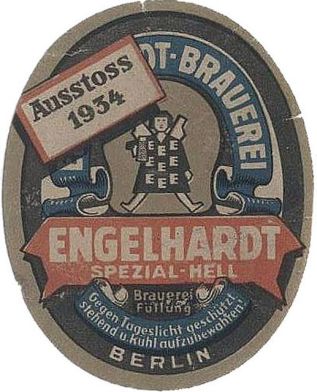 Ausstoss
1934
DT-BRAUEREI
E E E
E E E
E E E
ENGELHARDT
SPEZIAL-HELL
Brauerei
Füllung
Gegen Tageslicht geschützt
stehend u. kühl aufzubewahren!
BERLIN